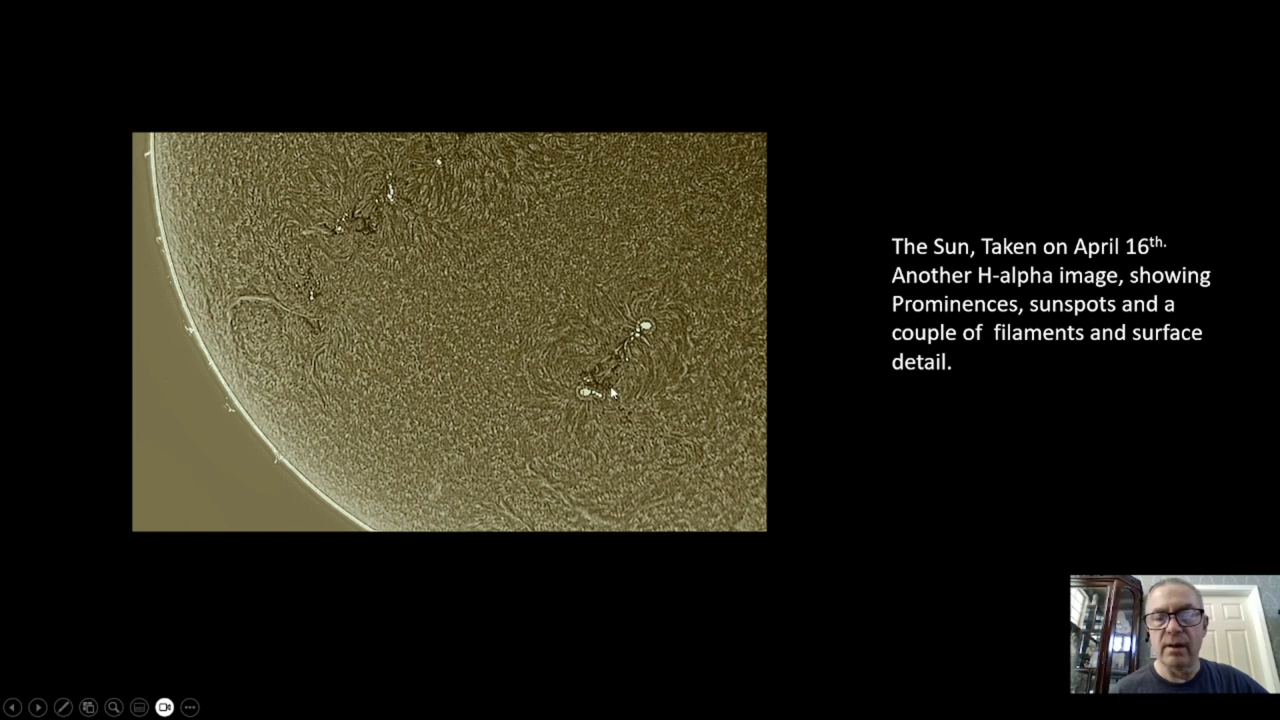 The Sun, Taken on April 16th.
Another H-alpha image, showing
Prominences, sunspots and a
couple of  filaments and surface
detail.